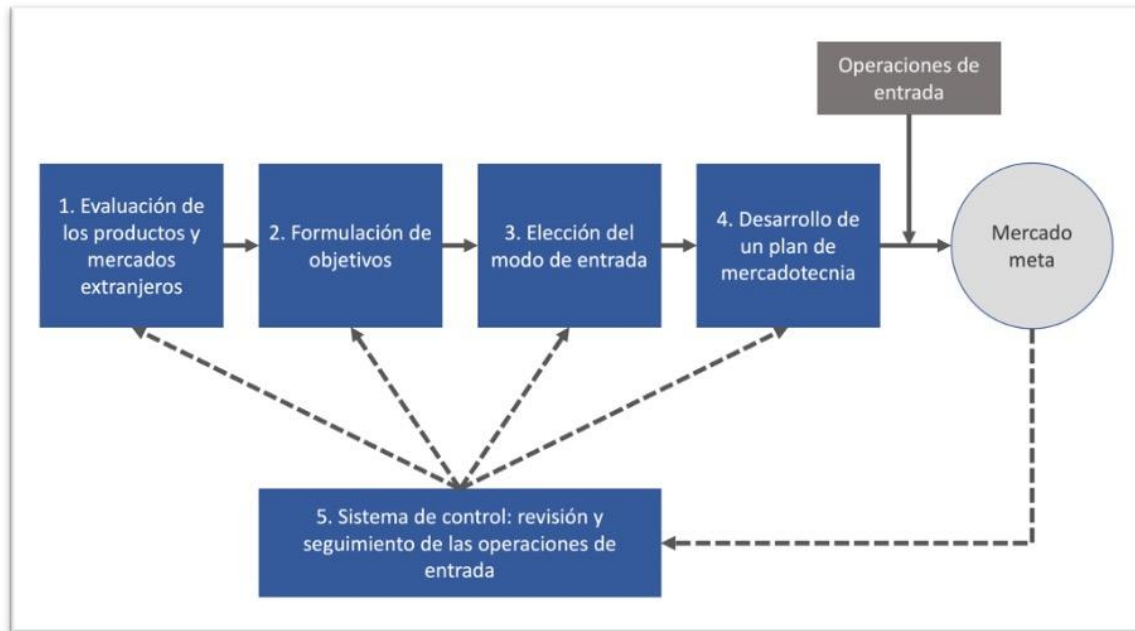 Operaciones de
entrada
1. Evaluación de
los productos y
mercados
extranjeros
2. Formulación de
objetivos
3. Elección del
modo de entrada
4. Desarrollo de
un plan de
mercadotecnia
Mercado
meta
5. Sistema de control: revisión y
seguimiento de las operaciones de
entrada